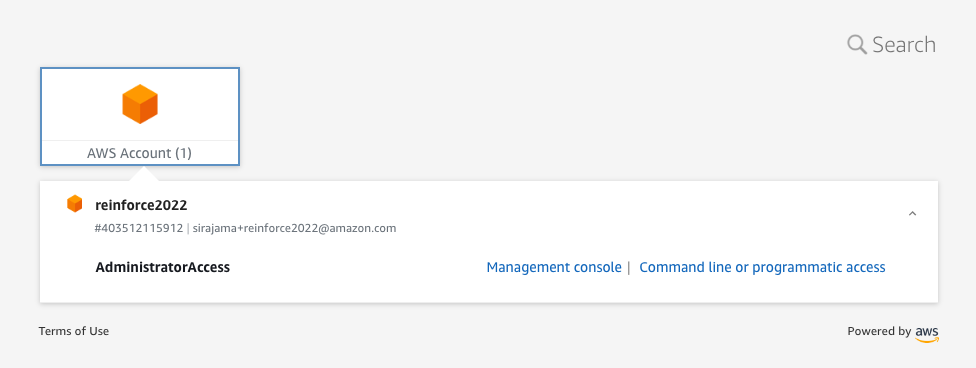 Search
AWS Account (1)
reinforce2022
#403512115912 | sirajama+reinforce2022@amazon.com
AdministratorAccess
Management console | Command line or programmatic access
Terms of Use
Powered by aws